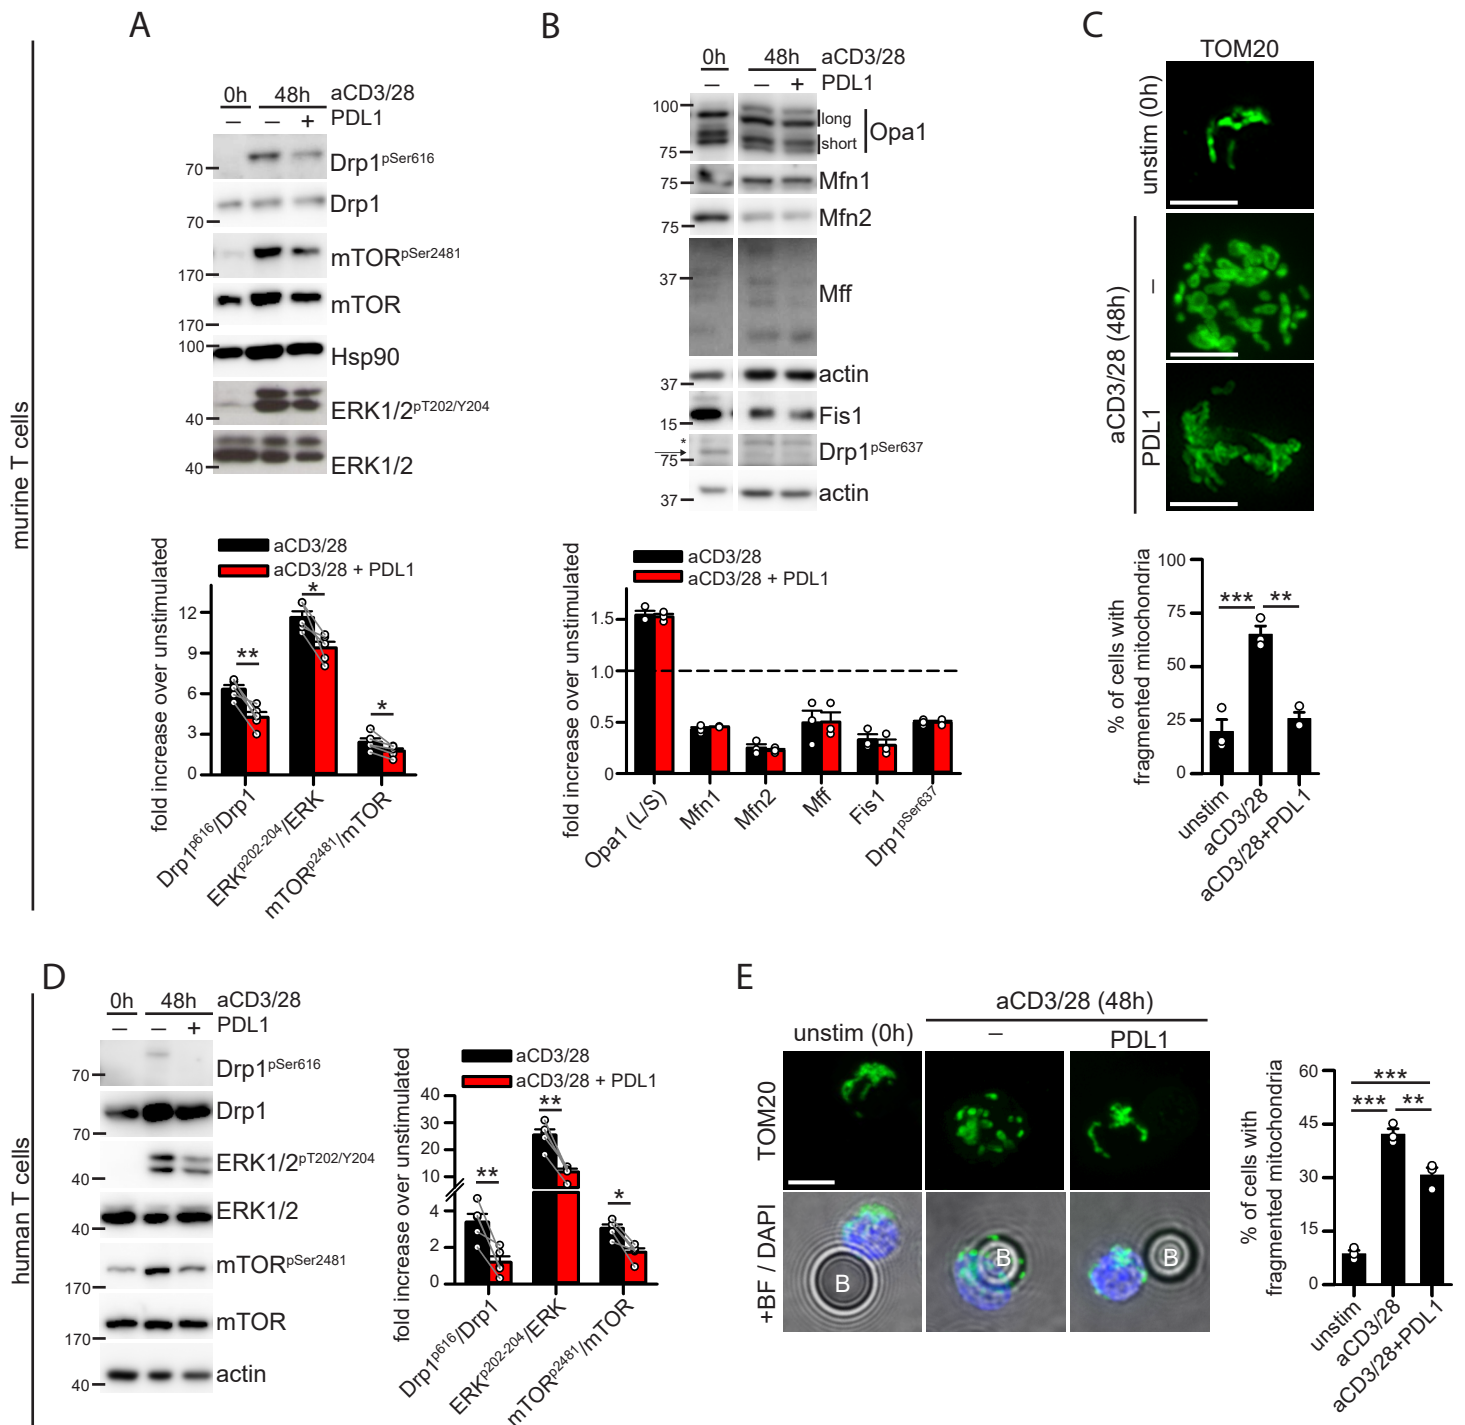 murine T cells
A
0h 48h aCD3/28
– – + PDL1
70 Drp1pSer616
Drp1
70
mTORpSer2481
170
mTOR
170
100 Hsp90
ERK1/2pT202/Y204
40
ERK1/2
40
aCD3/28
aCD3/28 + PDL1
fold increase over unstimulated
12
9
6
3
0
** * *
Drp1p616/Drp1
ERKp202-204/ERK
mTORp2481/mTOR
B
0h 48h aCD3/28
– – + PDL1
100
long
short
Opa1
75
75 Mfn1
Mfn2
75
37
Mff
actin
37
Fis1
15
*
Drp1pSer637
75
actin
37
aCD3/28
aCD3/28 + PDL1
fold increase over unstimulated
1.5
1.0
0.5
0
Opa1 (L/S)
Mfn1
Mfn2
Mff
Fis1
Drp1pSer637
C
TOM20
unstim (0h)
aCD3/28 (48h)
–
PDL1
% of cells with
fragmented mitochondria
100
75
50
25
0
*** **
unstim
aCD3/28
aCD3/28+PDL1
human T cells
D
0h 48h aCD3/28
– – + PDL1
70 Drp1pSer616
Drp1
70
ERK1/2pT202/Y204
40
ERK1/2
40
mTORpSer2481
170
mTOR
170
actin
40
aCD3/28
aCD3/28 + PDL1
fold increase over unstimulated
40
30
20
10
4
2
0
** ** *
Drp1p616/Drp1
ERKp202-204/ERK
mTORp2481/mTOR
E
aCD3/28 (48h)
unstim (0h) – PDL1
TOM20
+BF / DAPI
B B B
% of cells with
fragmented mitochondria
60
45
30
15
0
***
*** **
unstim
aCD3/28
aCD3/28+PDL1